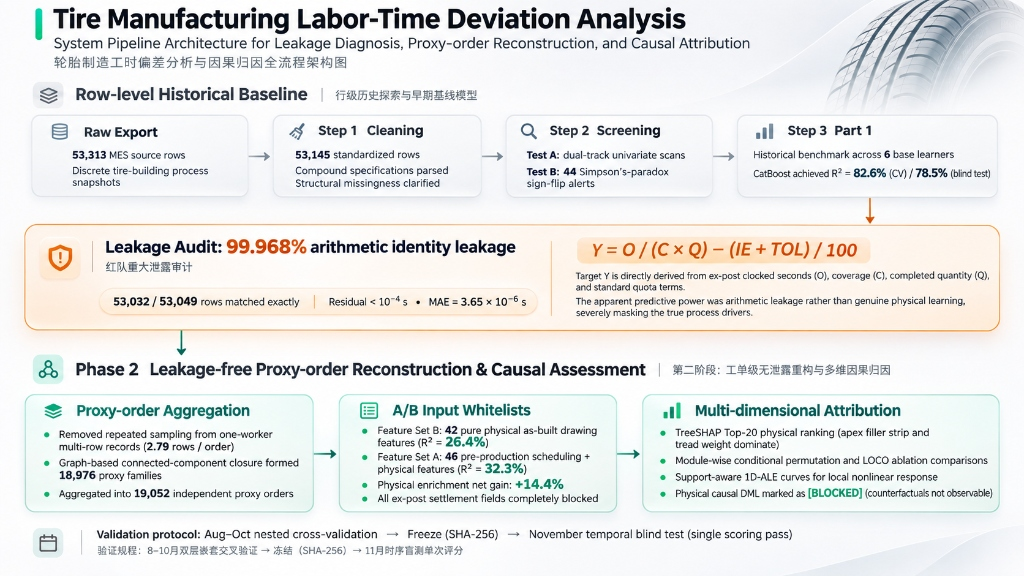 Tire Manufacturing Labor-Time Deviation Analysis
System Pipeline Architecture for Leakage Diagnosis, Proxy-order Reconstruction, and Causal Attribution
轮胎制造工时偏差分析与因果归因全流程架构图
Row-level Historical Baseline | 行级历史探索与早期基线模型
Raw Export
53,313 MES source rows
Discrete tire-building process
snapshots
Step 1 Cleaning
53,145 standardized rows
Compound specifications parsed
Structural missingness clarified
Step 2 Screening
Test A: dual-track univariate scans
Test B: 44 Simpson's-paradox
sign-flip alerts
Step 3 Part 1
Historical benchmark across 6 base learners
CatBoost achieved R² = 82.6% (CV) / 78.5% (blind test)
Leakage Audit: 99.968% arithmetic identity leakage
红队重大泄露审计
53,032 / 53,049 rows matched exactly | Residual < 10⁻⁴ s • MAE = 3.65 × 10⁻⁶ s
Y = O / (C × Q) − (IE + TOL) / 100
Target Y is directly derived from ex-post clocked seconds (O), coverage (C), completed quantity (Q),
and standard quota terms.
The apparent predictive power was arithmetic leakage rather than genuine physical learning,
severely masking the true process drivers.
Phase 2 Leakage-free Proxy-order Reconstruction & Causal Assessment | 第二阶段：工单级无泄露重构与多维因果归因
Proxy-order Aggregation
• Removed repeated sampling from one-worker
multi-row records (2.79 rows / order)
• Graph-based connected-component closure formed
18,976 proxy families
• Aggregated into 19,052 independent proxy orders
A/B Input Whitelists
• Feature Set B: 42 pure physical as-built drawing
features (R² = 26.4%)
• Feature Set A: 46 pre-production scheduling +
physical features (R² = 32.3%)
• Physical enrichment net gain: +14.4%
• All ex-post settlement fields completely blocked
Multi-dimensional Attribution
• TreeSHAP Top-20 physical ranking (apex filler strip and
tread weight dominate)
• Module-wise conditional permutation and LOCO ablation comparisons
• Support-aware 1D-ALE curves for local nonlinear response
• Physical causal DML marked as [BLOCKED] (counterfactuals not observable)
Validation protocol: Aug–Oct nested cross-validation → Freeze (SHA-256) → November temporal blind test (single scoring pass)
验证规程：8–10月双层嵌套交叉验证 → 冻结（SHA-256）→ 11月时序盲测单次评分